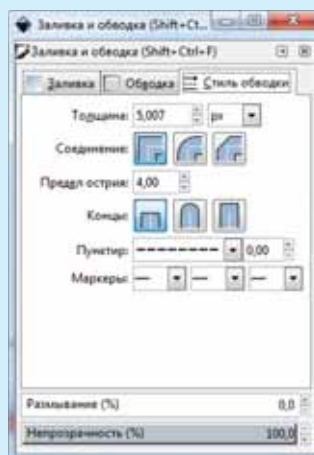 Заливка и обводка (Shift+Ct...
Заливка и обводка (Shift+Ctrl+F)
Заливка Обводка Стиль обводки
Толщина: 5,007 px
Соединение:
Предел острия: 4,00
Концы:
Пунктир: 0,00
Маркеры:
Размывание (%) 0,0
Непрозрачность (%) 100,0